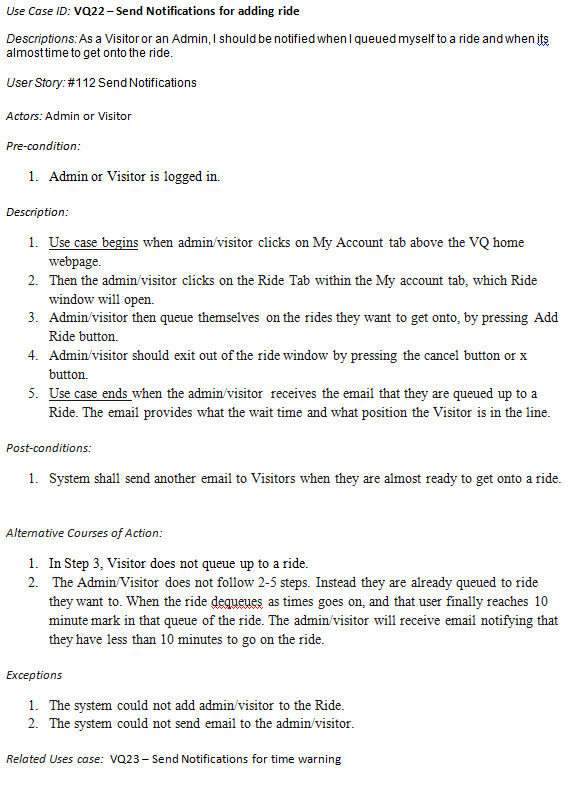 Use Case ID: VQ22 – Send Notifications for adding ride
Descriptions: As a Visitor or an Admin, I should be notified when I queued myself to a ride and when its
almost time to get onto the ride.
User Story: #112 Send Notifications
Actors: Admin or Visitor
Pre-condition:
1. Admin or Visitor is logged in.
Description:
1. Use case begins when admin/visitor clicks on My Account tab above the VQ home
webpage.
2. Then the admin/visitor clicks on the Ride Tab within the My account tab, which Ride
window will open.
3. Admin/visitor then queue themselves on the rides they want to get onto, by pressing Add
Ride button.
4. Admin/visitor should exit out of the ride window by pressing the cancel button or x
button.
5. Use case ends when the admin/visitor receives the email that they are queued up to a
Ride. The email provides what the wait time and what position the Visitor is in the line.
Post-conditions:
1. System shall send another email to Visitors when they are almost ready to get onto a ride.
Alternative Courses of Action:
1. In Step 3, Visitor does not queue up to a ride.
2. The Admin/Visitor does not follow 2-5 steps. Instead they are already queued to ride
they want to. When the ride dequeues as times goes on, and that user finally reaches 10
minute mark in that queue of the ride. The admin/visitor will receive email notifying that
they have less than 10 minutes to go on the ride.
Exceptions
1. The system could not add admin/visitor to the Ride.
2. The system could not send email to the admin/visitor.
Related Uses case: VQ23 – Send Notifications for time warning